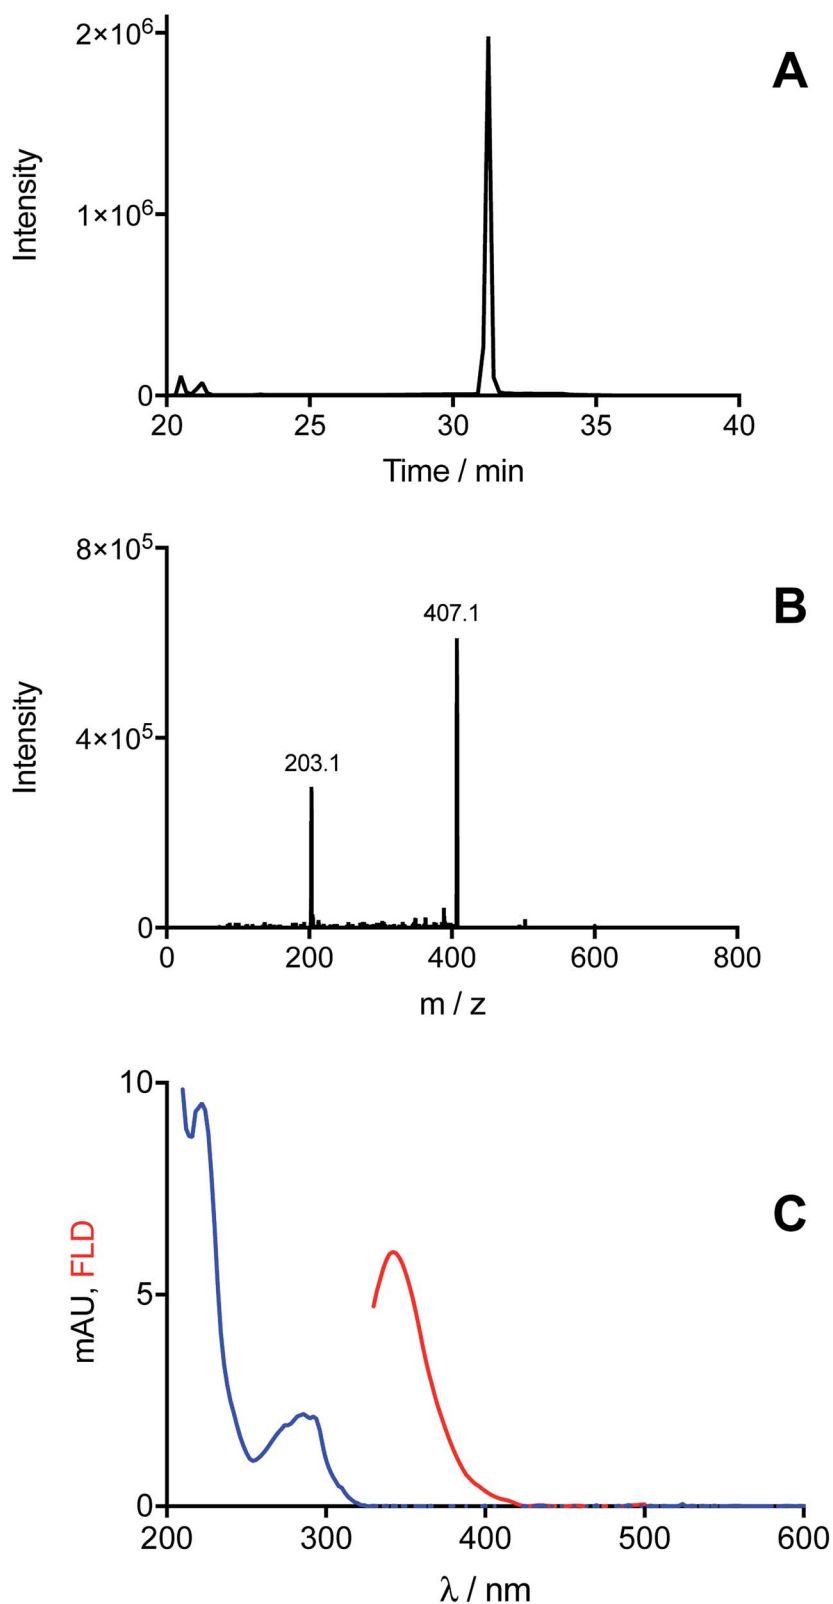 A
2×10⁶
1×10⁶
0
Intensity
20 25 30 35 40
Time / min
B
8×10⁵
4×10⁵
0
Intensity
407.1
203.1
0 200 400 600 800
m / z
C
10
5
0
mAU, FLD
200 300 400 500 600
λ / nm